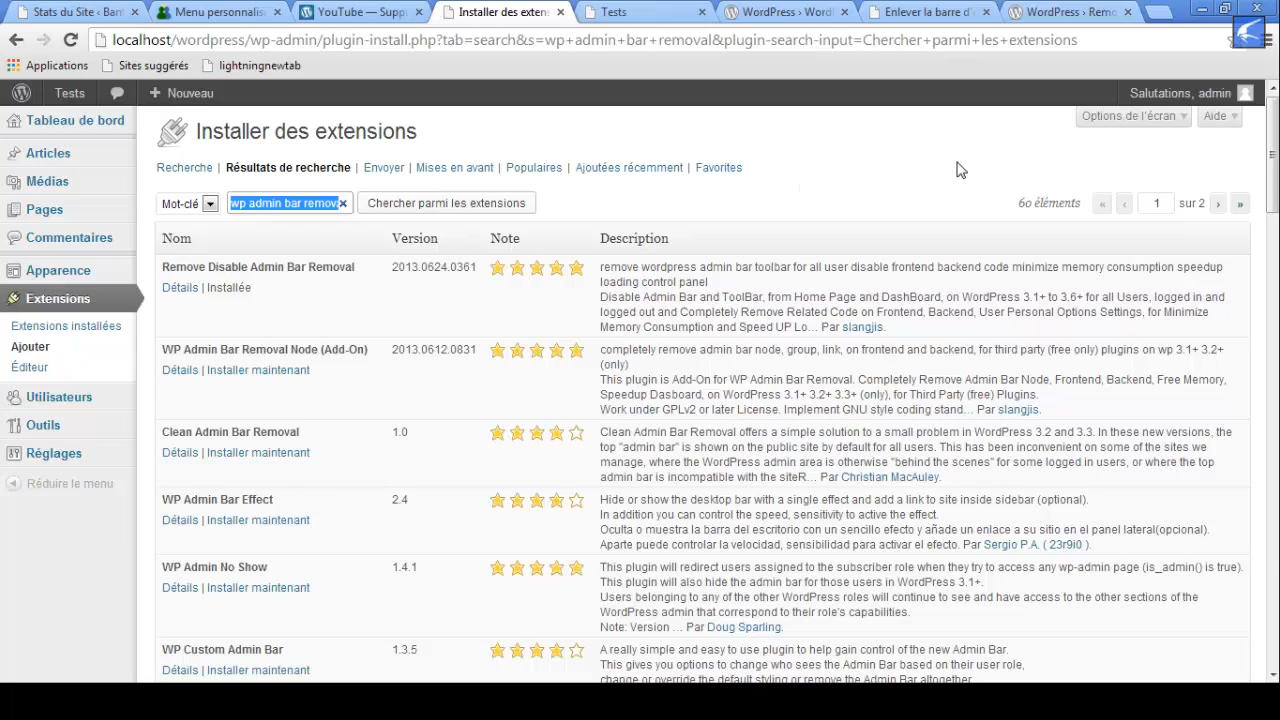 Stats du Site ‹ Ban
Menu personnalis
YouTube — Suppo
Installer des extens
Tests
WordPress › Word
Enlever la barre d'
WordPress › Remo
localhost/wordpress/wp-admin/plugin-install.php?tab=search&s=wp+admin+bar+removal&plugin-search-input=Chercher+parmi+les+extensions
Applications
Sites suggérés
lightningnewtab
Tests
Nouveau
Salutations, admin
Options de l'écran
Aide
Tableau de bord
Articles
Médias
Pages
Commentaires
Apparence
Extensions
Extensions installées
Ajouter
Éditeur
Utilisateurs
Outils
Réglages
Réduire le menu
Installer des extensions
Recherche | Résultats de recherche | Envoyer | Mises en avant | Populaires | Ajoutées récemment | Favorites
Mot-clé
wp admin bar remov
Chercher parmi les extensions
60 éléments « ‹ 1 sur 2 › »
Nom Version Note Description
Remove Disable Admin Bar Removal
Détails | Installée
2013.0624.0361
remove wordpress admin bar toolbar for all user disable frontend backend code minimize memory consumption speedup
loading control panel
Disable Admin Bar and ToolBar, from Home Page and DashBoard, on WordPress 3.1+ to 3.6+ for all Users, logged in and
logged out and Completely Remove Related Code on Frontend, Backend, User Personal Options Settings, for Minimize
Memory Consumption and Speed UP Lo… Par slangjis.
WP Admin Bar Removal Node (Add-On)
Détails | Installer maintenant
2013.0612.0831
completely remove admin bar node, group, link, on frontend and backend, for third party (free only) plugins on wp 3.1+ 3.2+
(only)
This plugin is Add-On for WP Admin Bar Removal. Completely Remove Admin Bar Node, Frontend, Backend, Free Memory,
Speedup Dasboard, on WordPress 3.1+ 3.2+ 3.3+ (only), for Third Party (free) Plugins.
Work under GPLv2 or later License. Implement GNU style coding stand… Par slangjis.
Clean Admin Bar Removal
Détails | Installer maintenant
1.0
Clean Admin Bar Removal offers a simple solution to a small problem in WordPress 3.2 and 3.3. In these new versions, the
top "admin bar" is shown on the public site by default for all users. This has been inconvenient on some of the sites we
manage, where the WordPress admin area is otherwise "behind the scenes" for some logged in users, or where the top
admin bar is incompatible with the siteR… Par Christian MacAuley.
WP Admin Bar Effect
Détails | Installer maintenant
2.4
Hide or show the desktop bar with a single effect and add a link to site inside sidebar (optional).
In addition you can control the speed, sensitivity to active the effect.
Oculta o muestra la barra del escritorio con un sencillo efecto y añade un enlace a su sitio en el panel lateral(opcional).
Aparte puede controlar la velocidad, sensibilidad para activar el efecto. Par Sergio P.A. ( 23r9i0 ).
WP Admin No Show
Détails | Installer maintenant
1.4.1
This plugin will redirect users assigned to the subscriber role when they try to access any wp-admin page (is_admin() is true).
This plugin will also hide the admin bar for those users in WordPress 3.1+.
Users belonging to any of the other WordPress roles will continue to see and have access to the other sections of the
WordPress admin that correspond to their role's capabilities.
Note: Version … Par Doug Sparling.
WP Custom Admin Bar
Détails | Installer maintenant
1.3.5
A really simple and easy to use plugin to help gain control of the new Admin Bar.
This gives you options to change who sees the Admin Bar based on their user role,
change or override the default styling or remove the Admin Bar altogether